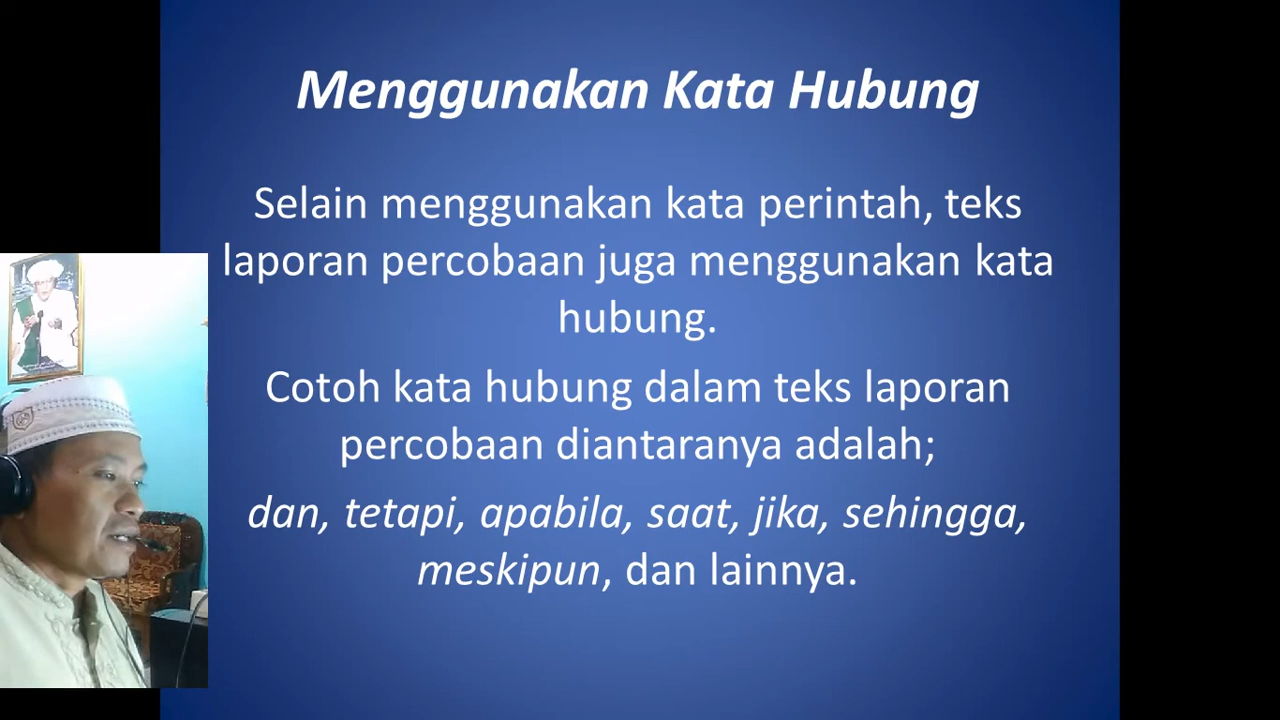 Menggunakan Kata Hubung
Selain menggunakan kata perintah, teks
laporan percobaan juga menggunakan kata
hubung.
Cotoh kata hubung dalam teks laporan
percobaan diantaranya adalah;
dan, tetapi, apabila, saat, jika, sehingga,
meskipun, dan lainnya.